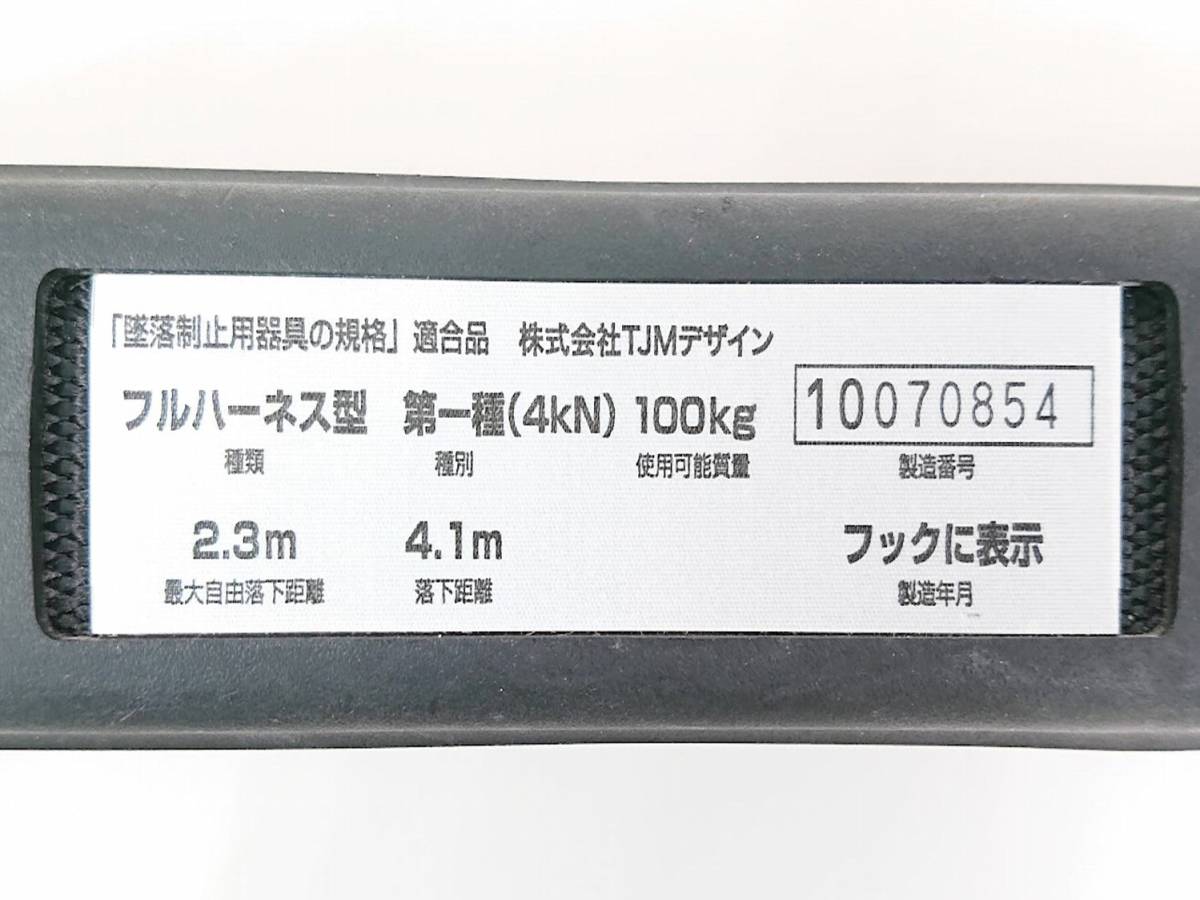 「墜落制止用器具の規格」適合品 株式会社TJMデザイン
フルハーネス型 第一種(4kN) 100kg 10070854
種類 種別 使用可能質量 製造番号
2.3m 4.1m フックに表示
最大自由落下距離 落下距離 製造年月